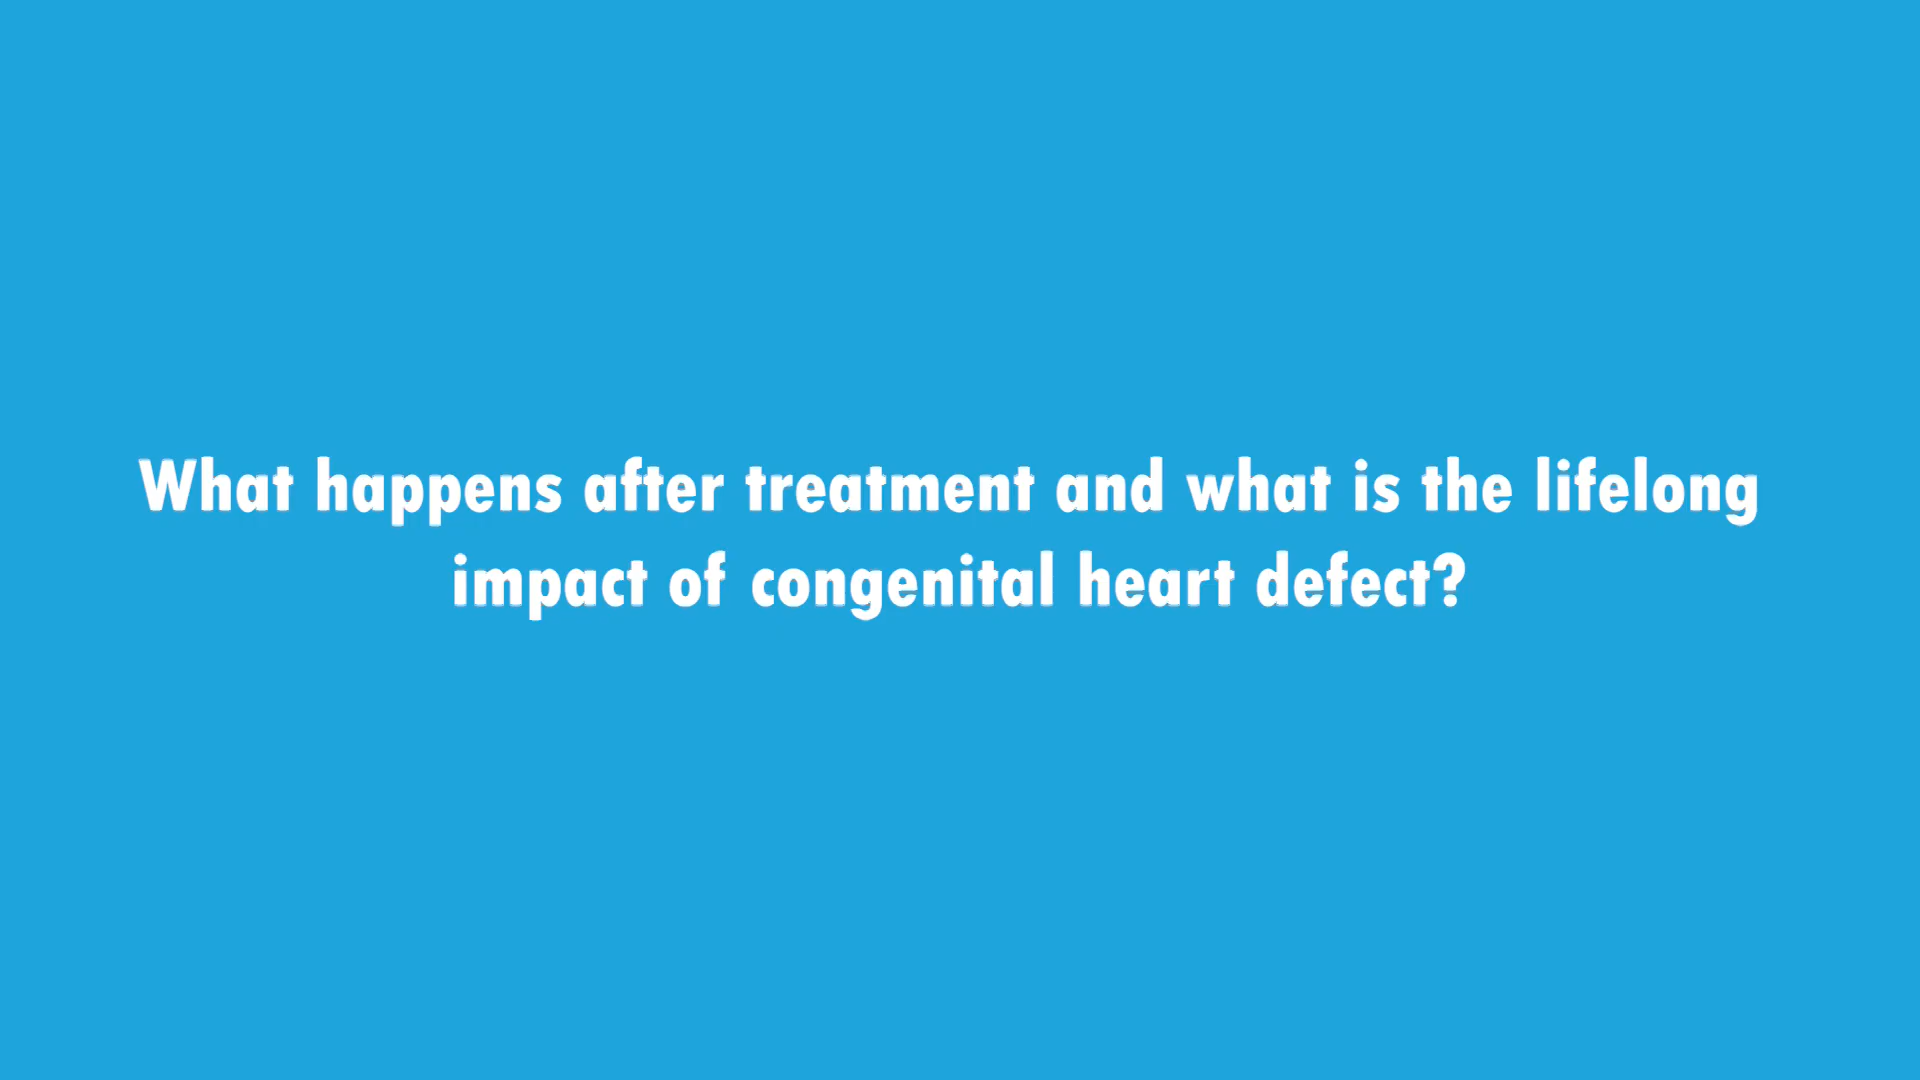 What happens after treatment and what is the lifelong
impact of congenital heart defect?